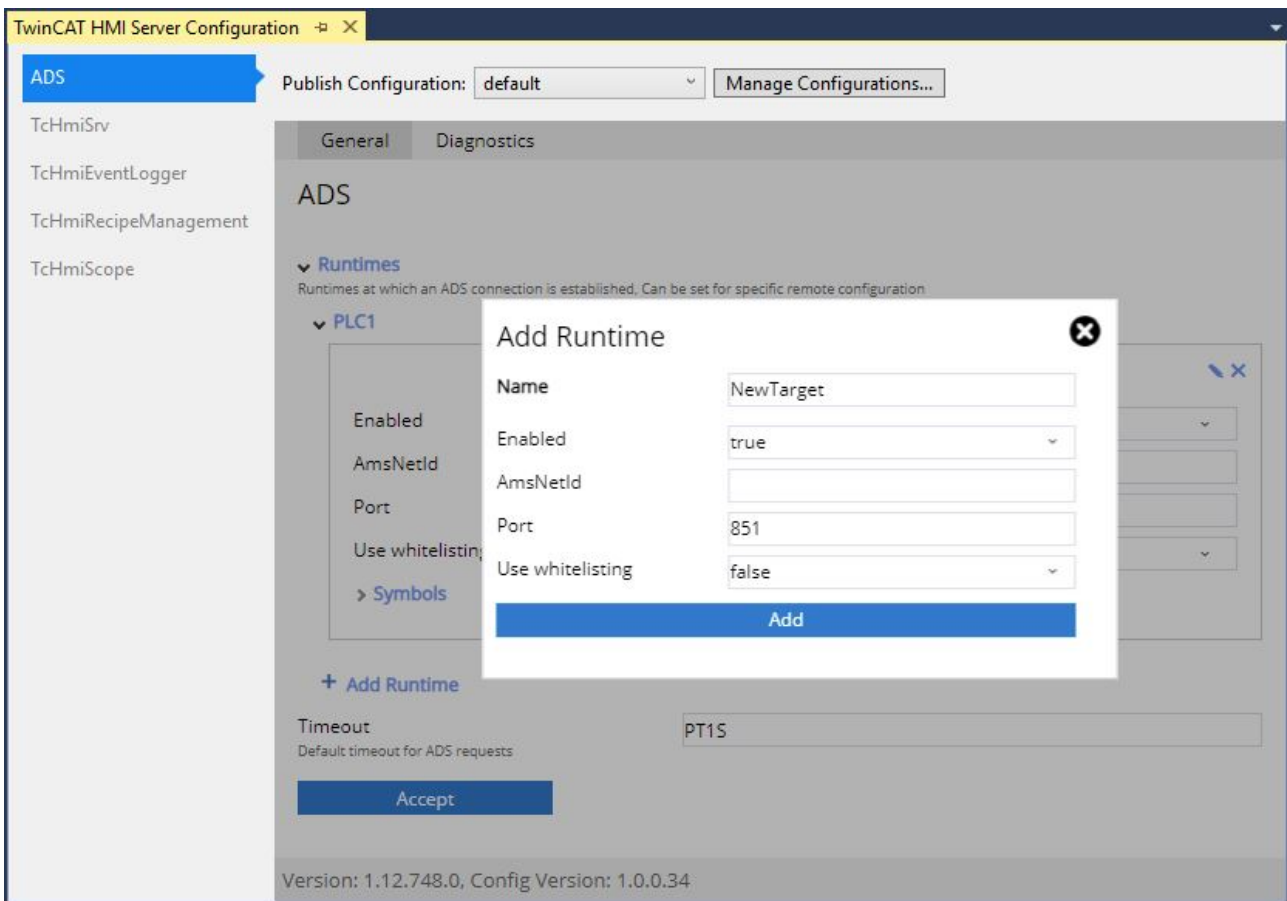 TwinCAT HMI Server Configuration
ADS
TcHmiSrv
TcHmiEventLogger
TcHmiRecipeManagement
TcHmiScope
Publish Configuration: default Manage Configurations...
General Diagnostics
ADS
Runtimes
Runtimes at which an ADS connection is established, Can be set for specific remote configuration
PLC1
Enabled
AmsNetId
Port
Use whitelisting
Symbols
Add Runtime
Name NewTarget
Enabled true
AmsNetId
Port 851
Use whitelisting false
Add
+ Add Runtime
Timeout PT1S
Default timeout for ADS requests
Accept
Version: 1.12.748.0, Config Version: 1.0.0.34